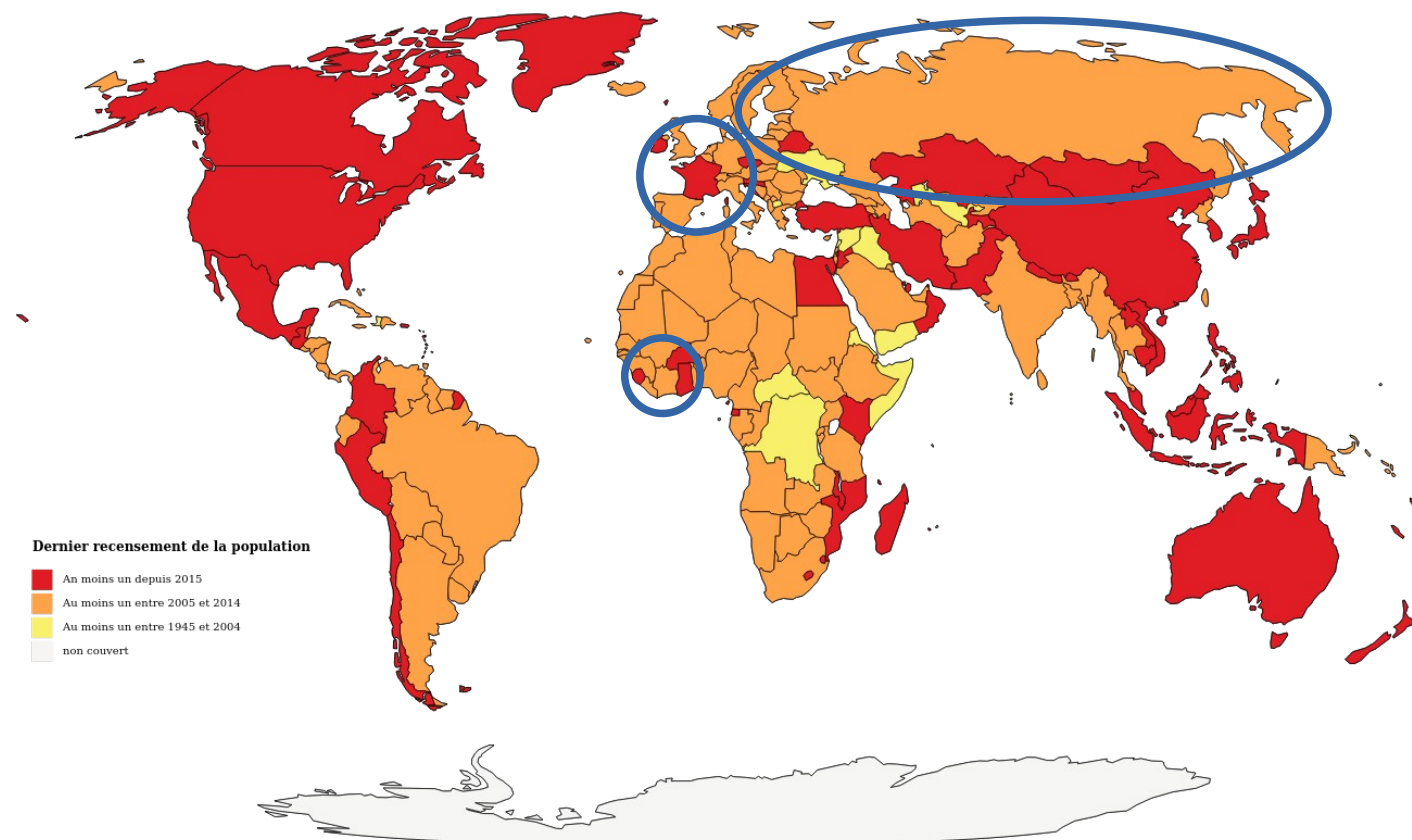 Dernier recensement de la population
An moins un depuis 2015
Au moins un entre 2005 et 2014
Au moins un entre 1945 et 2004
non couvert